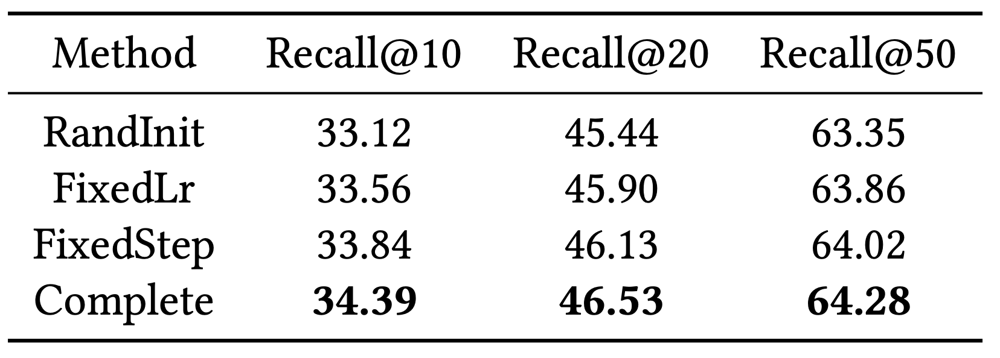 Method Recall@10 Recall@20 Recall@50
RandInit 33.12 45.44 63.35
FixedLr 33.56 45.90 63.86
FixedStep 33.84 46.13 64.02
Complete 34.39 46.53 64.28